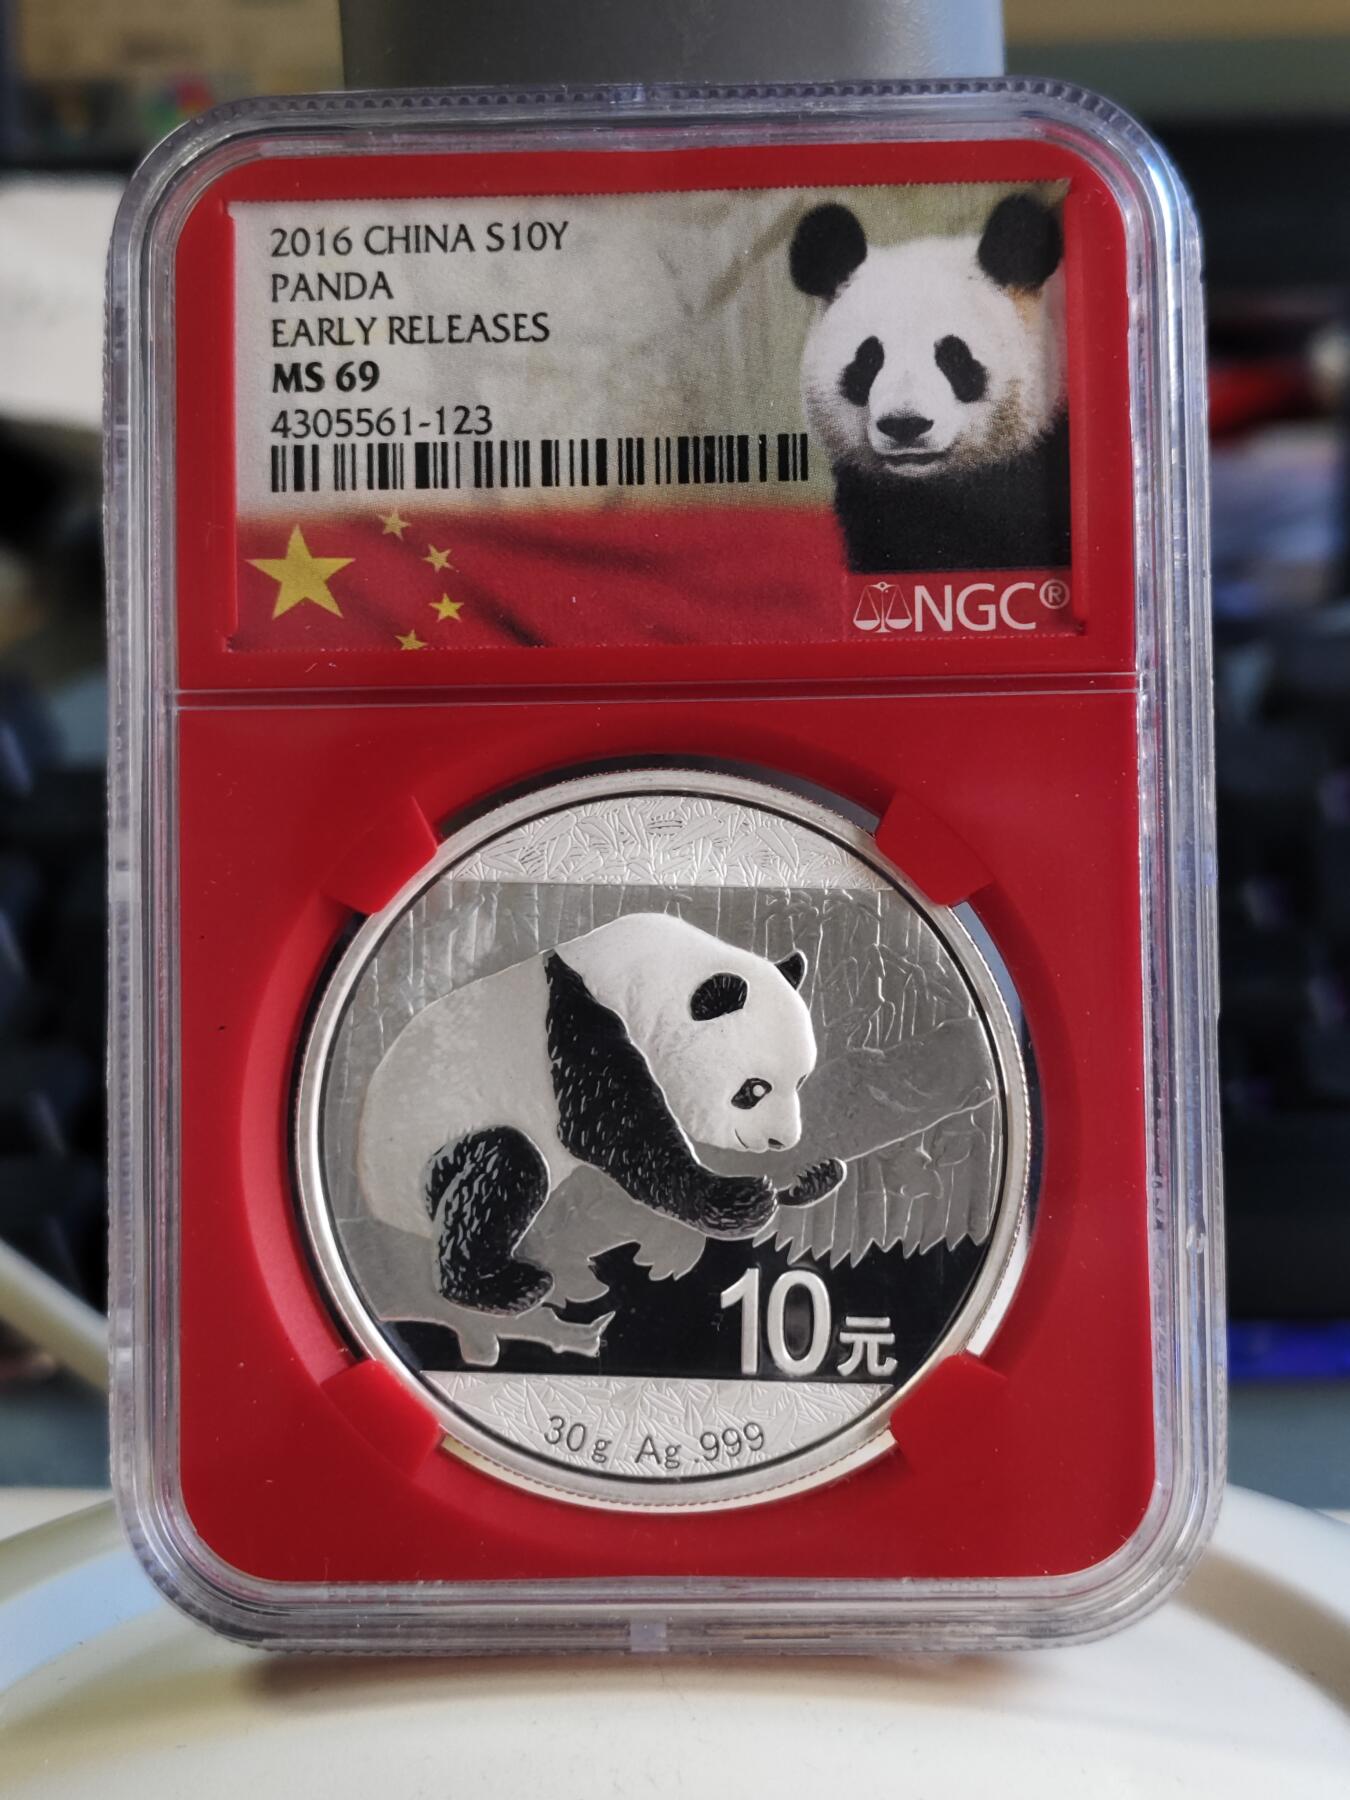 2016 CHINA S10Y
PANDA
EARLY RELEASES
MS 69
4305561-123
NGC®
10元
30g Ag .999